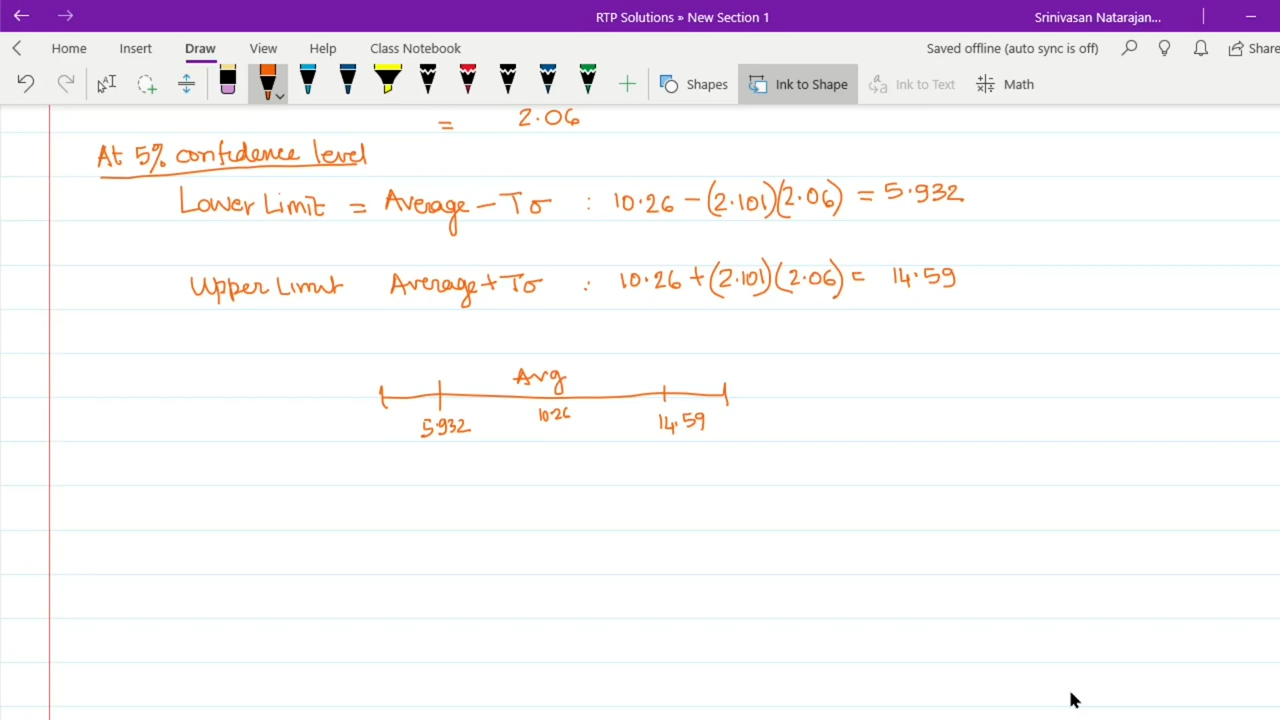 RTP Solutions » New Section 1
Srinivasan Natarajan...
Home Insert Draw View Help Class Notebook
Saved offline (auto sync is off) Share
Shapes Ink to Shape Ink to Text Math
= 2.06
At 5% confidence level
Lower Limit = Average - Tσ : 10.26 - (2.101)(2.06) = 5.932
Upper Limit Average + Tσ : 10.26 + (2.101)(2.06) = 14.59
Avg
5.932 10.26 14.59